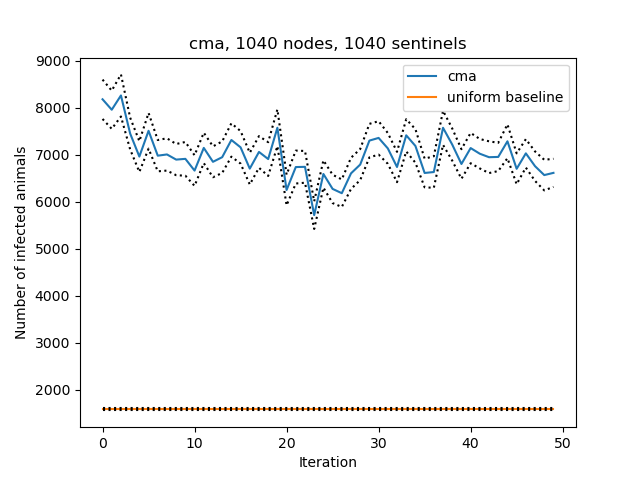 cma, 1040 nodes, 1040 sentinels
cma
uniform baseline
Number of infected animals
9000
8000
7000
6000
5000
4000
3000
2000
0 10 20 30 40 50
Iteration